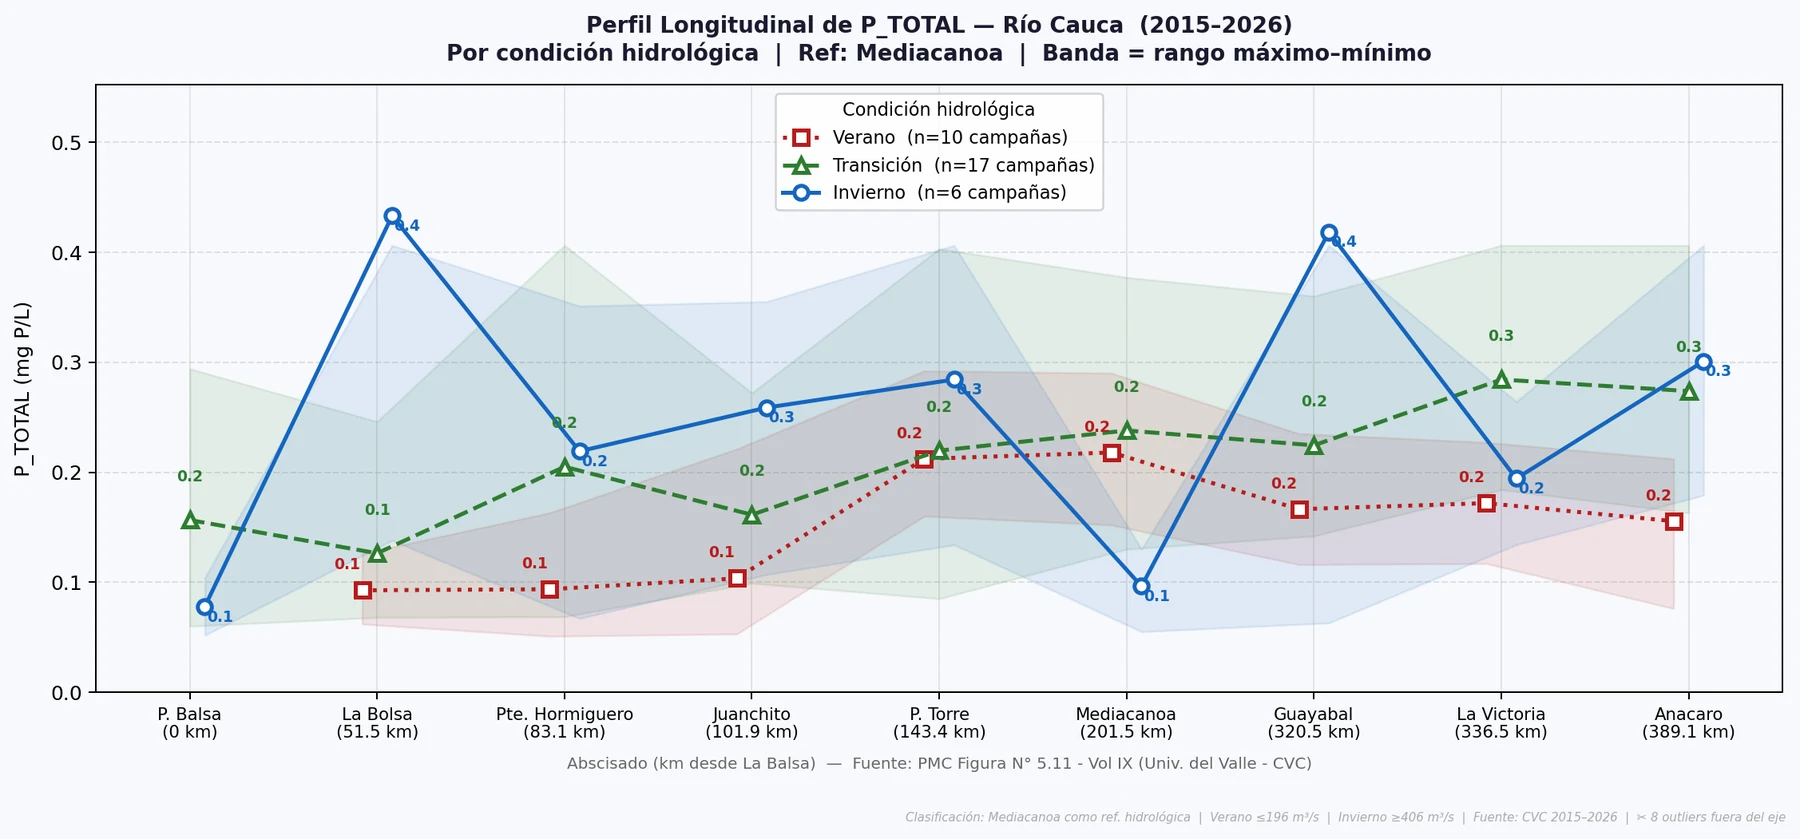 Perfil Longitudinal de P_TOTAL — Río Cauca  (2015–2026)
Por condición hidrológica  |  Ref: Mediacanoa  |  Banda = rango máximo–mínimo
Condición hidrológica
Verano  (n=10 campañas)
Transición  (n=17 campañas)
Invierno  (n=6 campañas)
P_TOTAL (mg P/L)
0.5
0.4
0.3
0.2
0.1
0.0
0.2
0.1
0.2
0.2
0.2
0.2
0.2
0.3
0.3
0.1
0.1
0.1
0.2
0.2
0.2
0.2
0.2
0.1
0.4
0.2
0.3
0.3
0.1
0.4
0.2
0.3
P. Balsa
(0 km)
La Bolsa
(51.5 km)
Pte. Hormiguero
(83.1 km)
Juanchito
(101.9 km)
P. Torre
(143.4 km)
Mediacanoa
(201.5 km)
Guayabal
(320.5 km)
La Victoria
(336.5 km)
Anacaro
(389.1 km)
Abscisado (km desde La Balsa)  —  Fuente: PMC Figura N° 5.11 - Vol IX (Univ. del Valle - CVC)
Clasificación: Mediacanoa como ref. hidrológica  |  Verano ≤196 m³/s  |  Invierno ≥406 m³/s  |  Fuente: CVC 2015–2026  |  ✂ 8 outliers fuera del eje